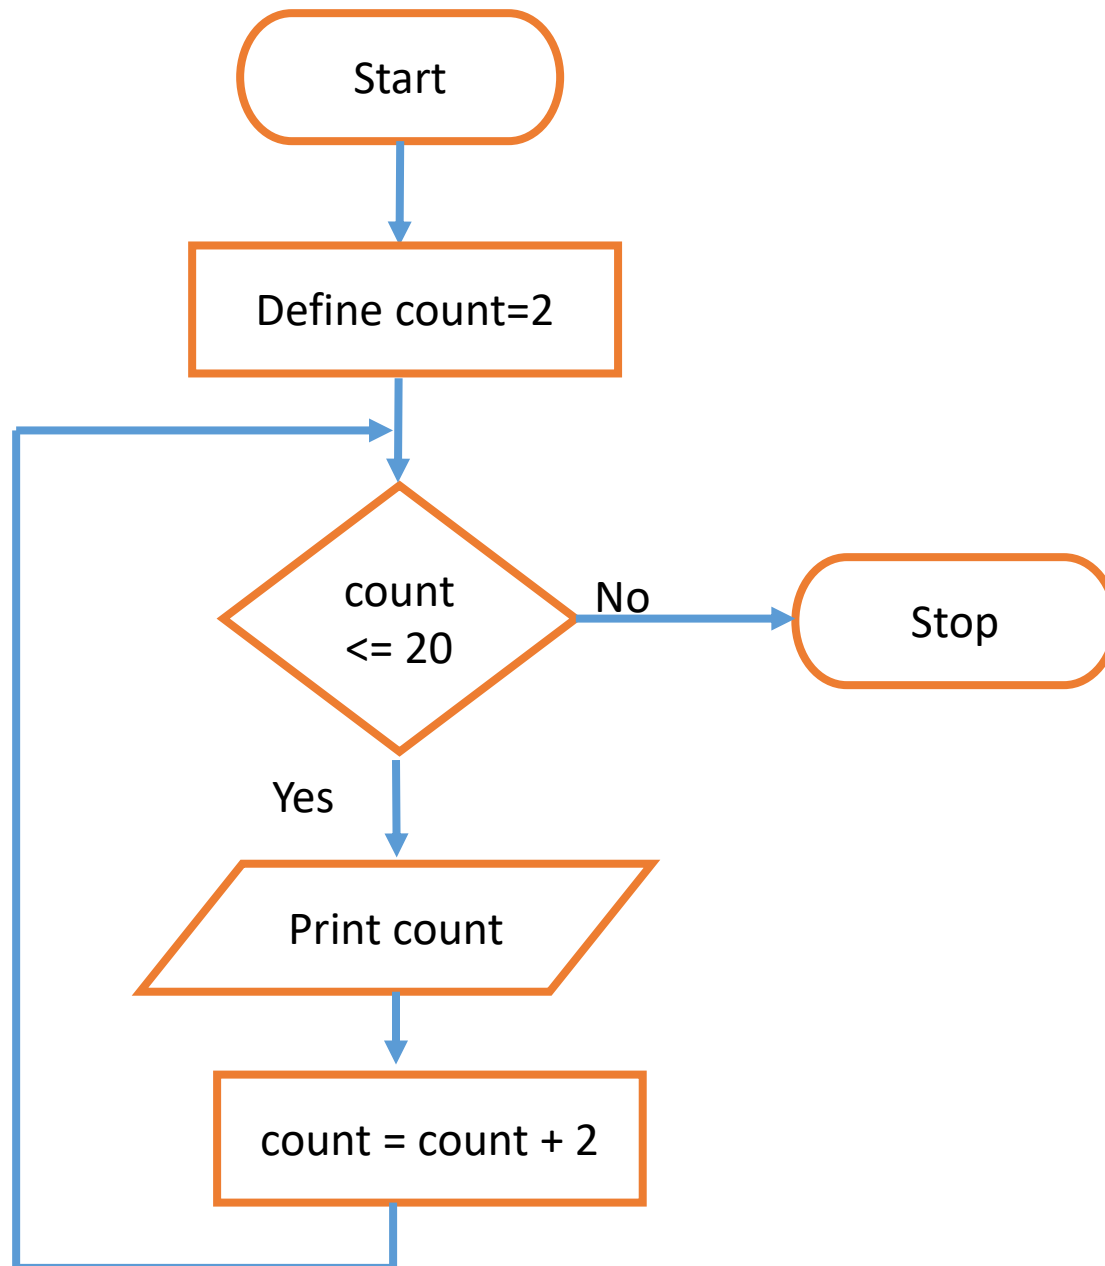 Start
Define count=2
count
<= 20
No
Stop
Yes
Print count
count = count + 2